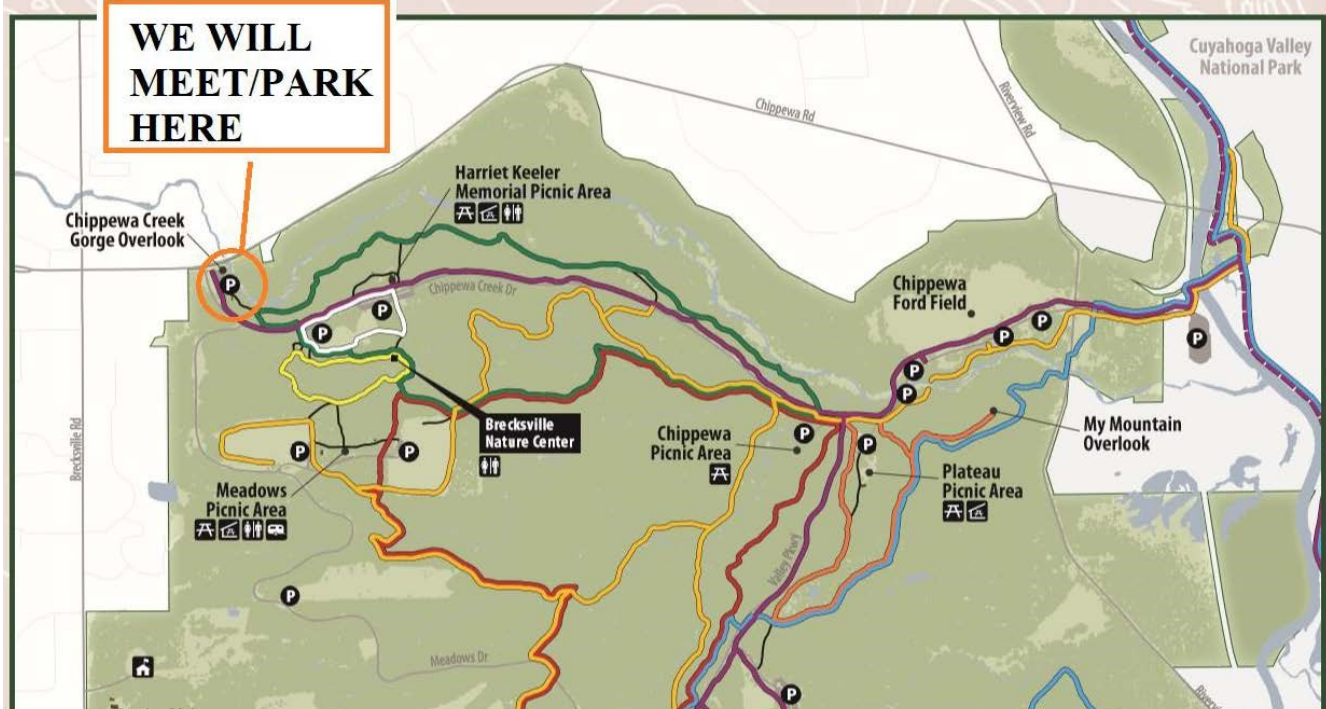 WE WILL
MEET/PARK
HERE
Cuyahoga Valley
National Park
Chippewa Rd
Riverview Rd
Harriet Keeler
Memorial Picnic Area
Chippewa Creek
Gorge Overlook
P
Chippewa Creek Dr
Chippewa
Ford Field
P
P
P
P
P
P
P
P
Brecksville Rd
Brecksville
Nature Center
Chippewa
Picnic Area
P
P
My Mountain
Overlook
P
P
Meadows
Picnic Area
Plateau
Picnic Area
Valley Pkwy
P
Meadows Dr
P